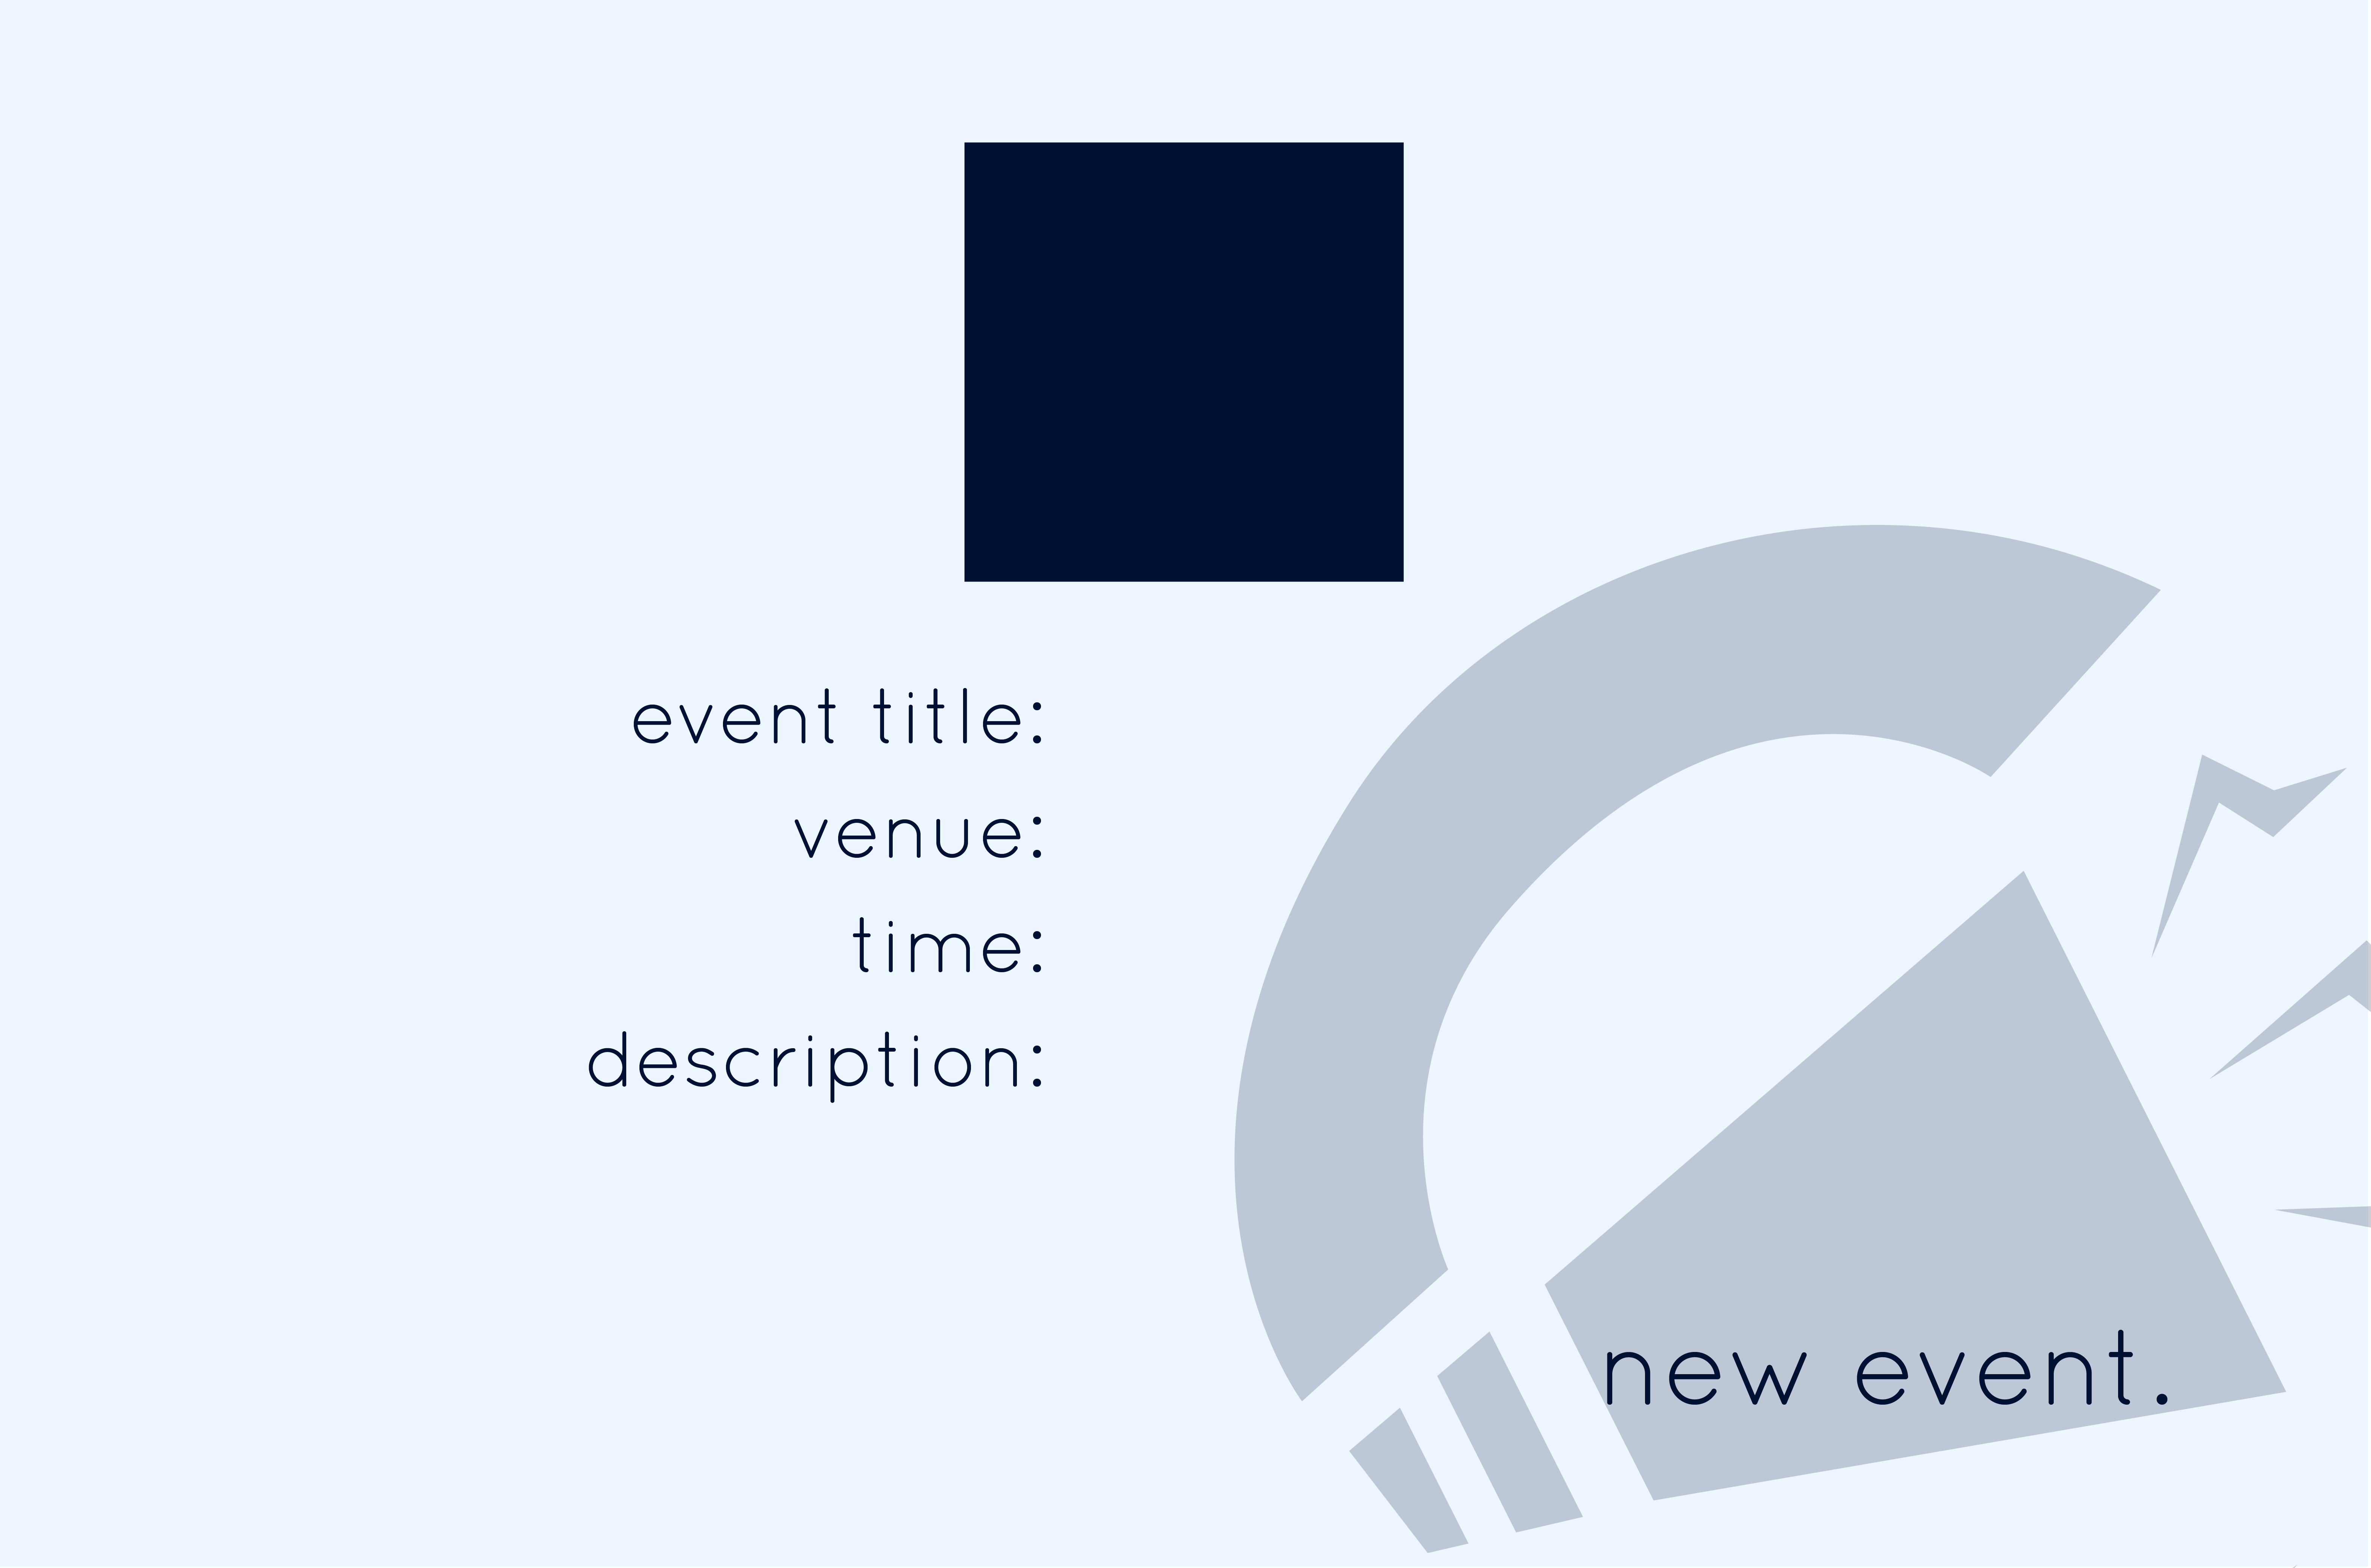 event title:
venue:
time:
description:
new event.